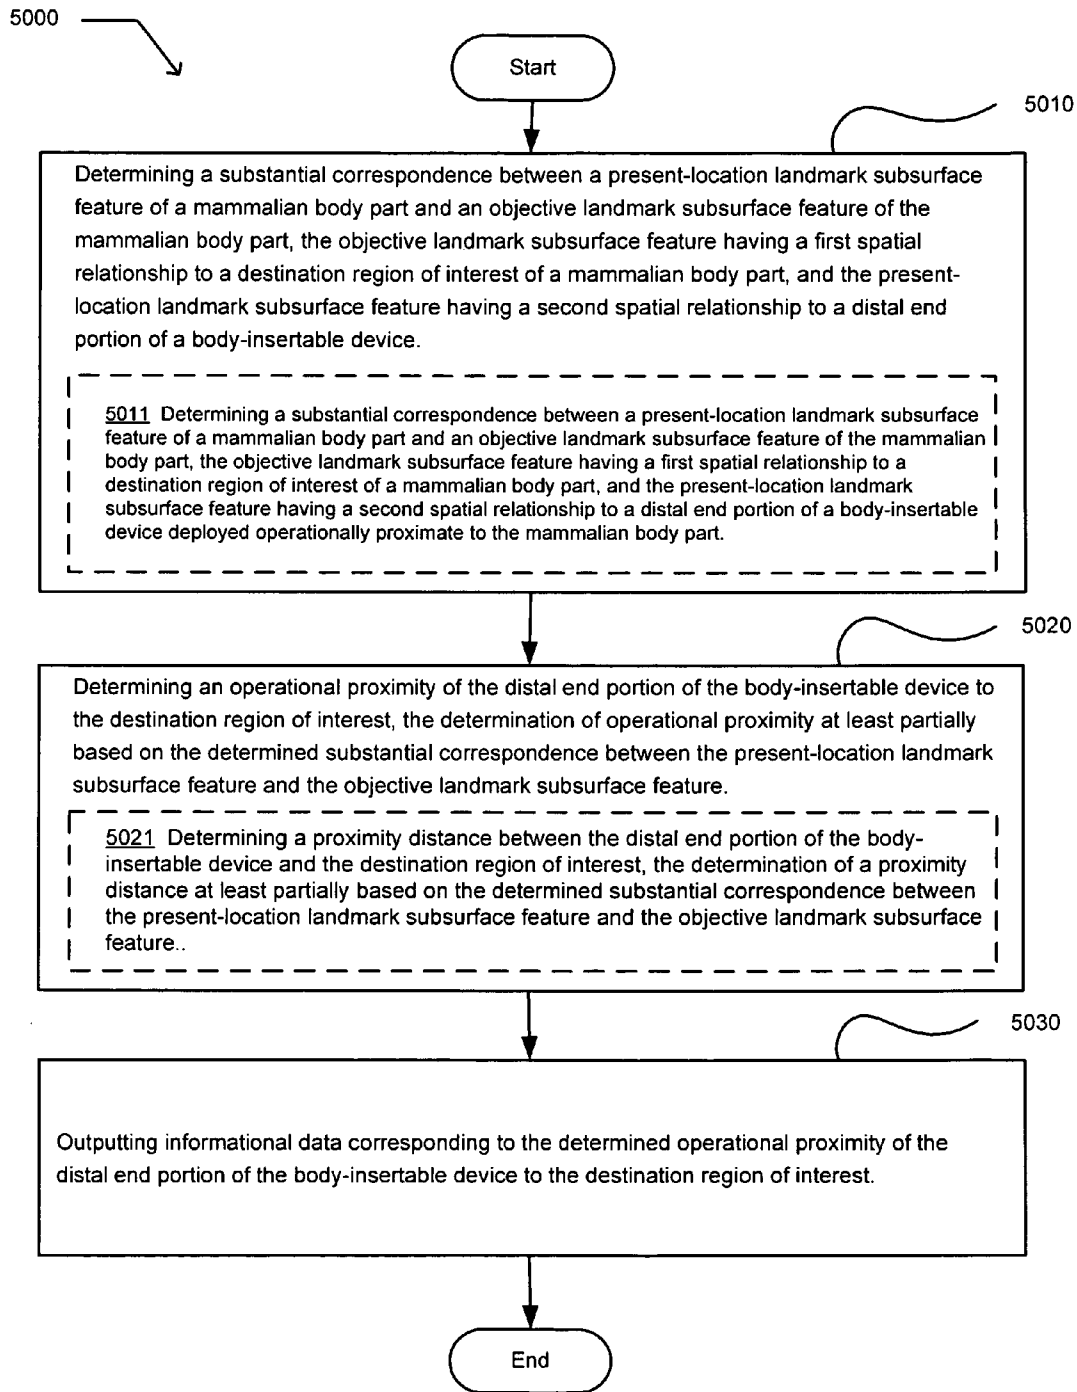 5000
Start
5010
Determining a substantial correspondence between a present-location landmark subsurface
feature of a mammalian body part and an objective landmark subsurface feature of the
mammalian body part, the objective landmark subsurface feature having a first spatial
relationship to a destination region of interest of a mammalian body part, and the present-
location landmark subsurface feature having a second spatial relationship to a distal end
portion of a body-insertable device.
5011 Determining a substantial correspondence between a present-location landmark subsurface
feature of a mammalian body part and an objective landmark subsurface feature of the mammalian
body part, the objective landmark subsurface feature having a first spatial relationship to a
destination region of interest of a mammalian body part, and the present-location landmark
subsurface feature having a second spatial relationship to a distal end portion of a body-insertable
device deployed operationally proximate to the mammalian body part.
5020
Determining an operational proximity of the distal end portion of the body-insertable device to
the destination region of interest, the determination of operational proximity at least partially
based on the determined substantial correspondence between the present-location landmark
subsurface feature and the objective landmark subsurface feature.
5021 Determining a proximity distance between the distal end portion of the body-
insertable device and the destination region of interest, the determination of a proximity
distance at least partially based on the determined substantial correspondence between
the present-location landmark subsurface feature and the objective landmark subsurface
feature..
5030
Outputting informational data corresponding to the determined operational proximity of the
distal end portion of the body-insertable device to the destination region of interest.
End